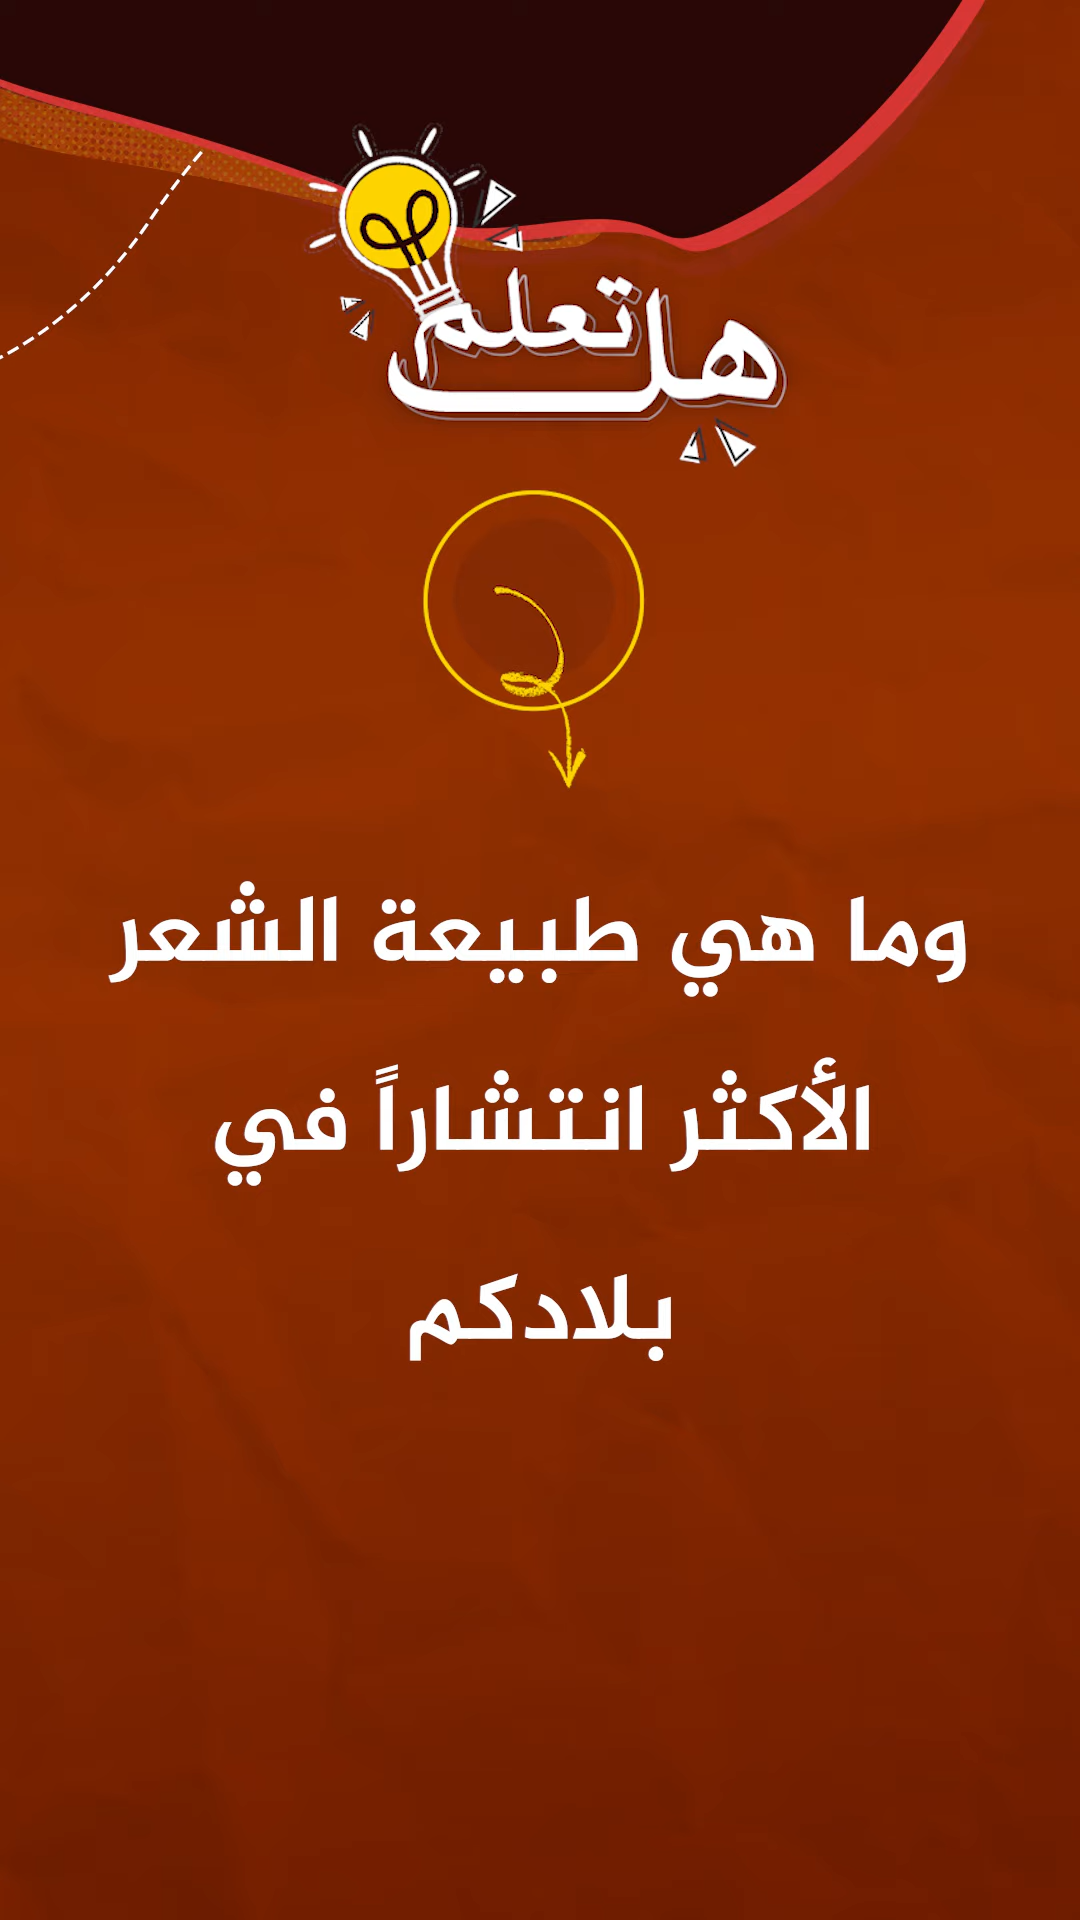 هل تعلم
وما هي طبيعة الشعر
الأكثر انتشاراً في
بلادكم